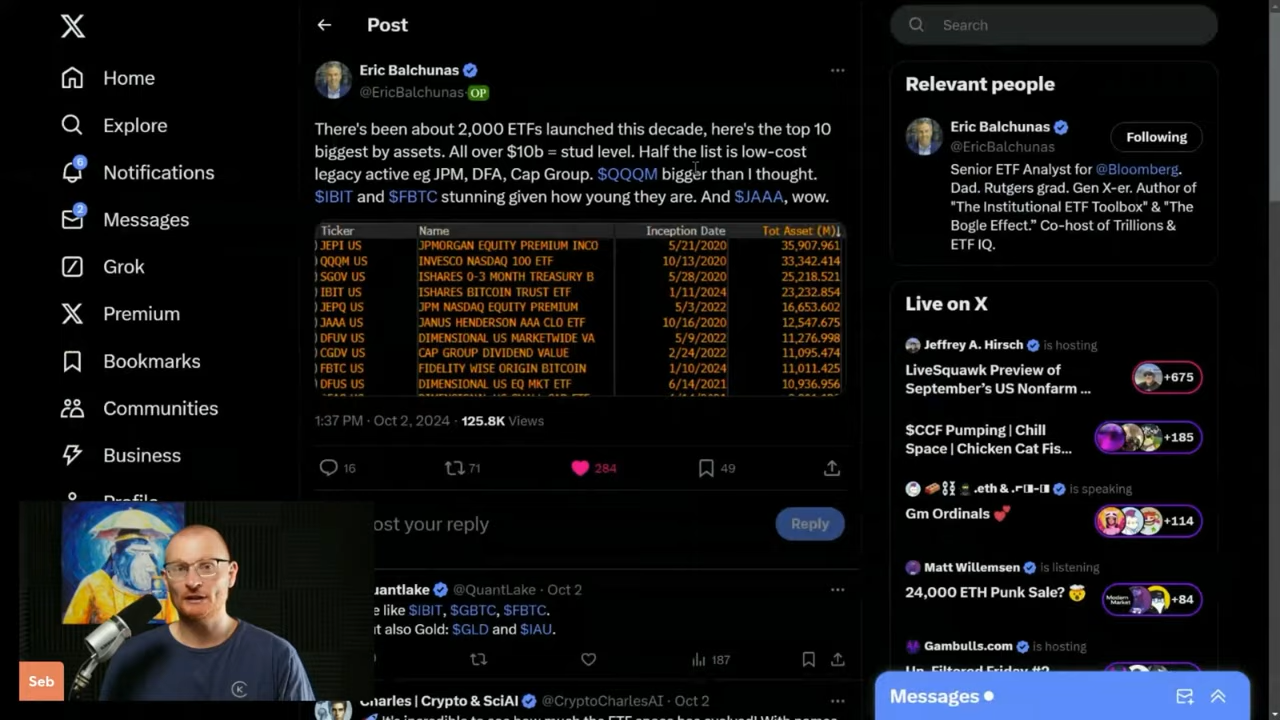 Home
Explore
6
Notifications
2
Messages
Grok
Premium
Bookmarks
Communities
Business
Profile
Seb
Post
Eric Balchunas
@EricBalchunas OP
There's been about 2,000 ETFs launched this decade, here's the top 10
biggest by assets. All over $10b = stud level. Half the list is low-cost
legacy active eg JPM, DFA, Cap Group. $QQQM bigger than I thought.
$IBIT and $FBTC stunning given how young they are. And $JAAA, wow.
Ticker Name Inception Date Tot Asset (M)↓
) JEPI US JPMORGAN EQUITY PREMIUM INCO 5/21/2020 35,907.961
) QQQM US INVESCO NASDAQ 100 ETF 10/13/2020 33,342.414
) SGOV US ISHARES 0-3 MONTH TREASURY B 5/28/2020 25,218.521
) IBIT US ISHARES BITCOIN TRUST ETF 1/11/2024 23,232.854
) JEPQ US JPM NASDAQ EQUITY PREMIUM 5/3/2022 16,653.602
) JAAA US JANUS HENDERSON AAA CLO ETF 10/16/2020 12,547.675
) DFUV US DIMENSIONAL US MARKETWIDE VA 5/9/2022 11,276.998
) CGDV US CAP GROUP DIVIDEND VALUE 2/24/2022 11,095.474
) FBTC US FIDELITY WISE ORIGIN BITCOIN 1/10/2024 11,011.425
) DFUS US DIMENSIONAL US EQ MKT ETF 6/14/2021 10,936.956
1:37 PM · Oct 2, 2024 · 125.8K Views
16 71 284 49
ost your reply
Reply
uantlake @QuantLake · Oct 2
e like $IBIT, $GBTC, $FBTC.
t also Gold: $GLD and $IAU.
187
Charles | Crypto & SciAI @CryptoCharlesAI · Oct 2
Search
Relevant people
Eric Balchunas
@EricBalchunas
Following
Senior ETF Analyst for @Bloomberg.
Dad. Rutgers grad. Gen X-er. Author of
"The Institutional ETF Toolbox" & "The
Bogle Effect." Co-host of Trillions &
ETF IQ.
Live on X
Jeffrey A. Hirsch is hosting
LiveSquawk Preview of
September's US Nonfarm ...
+675
$CCF Pumping | Chill
Space | Chicken Cat Fis...
+185
.eth & is speaking
Gm Ordinals
+114
Matt Willemsen is listening
24,000 ETH Punk Sale?
+84
Gambulls.com is hosting
Messages